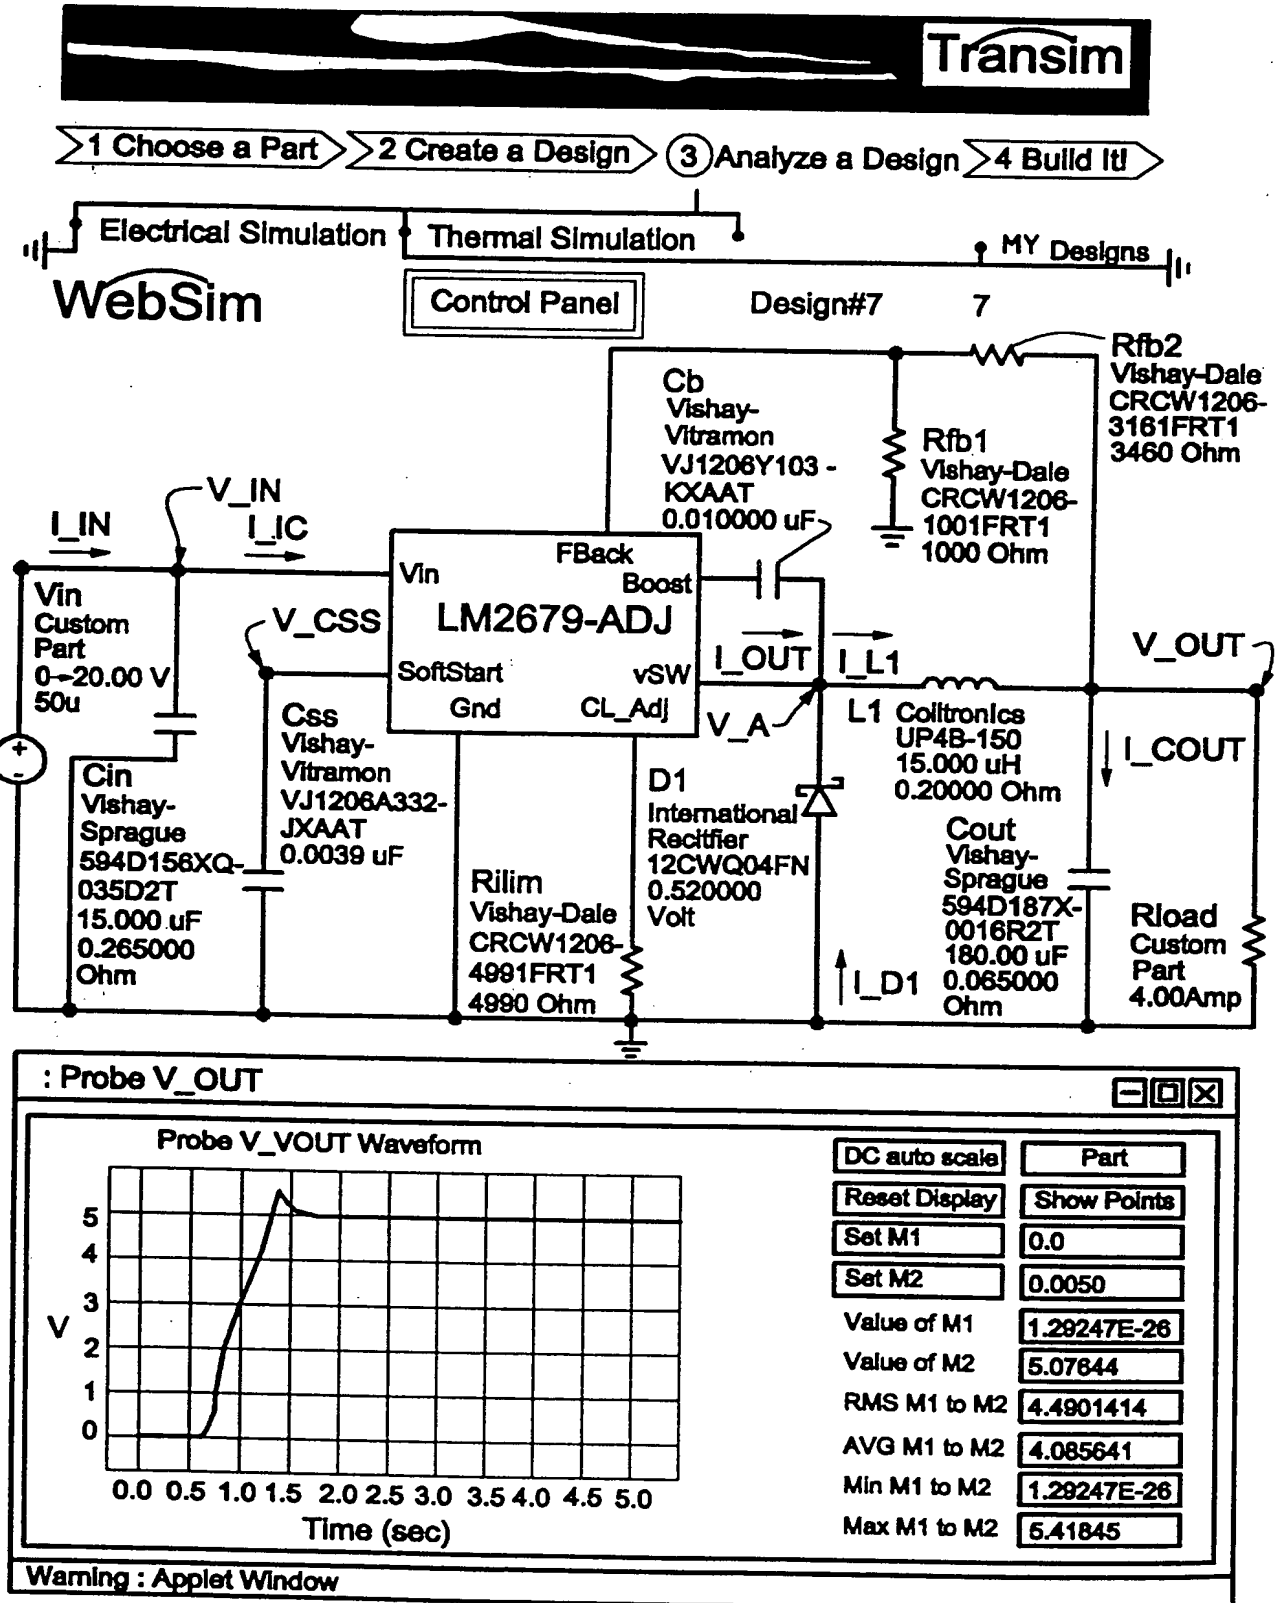 Transim
1 Choose a Part
2 Create a Design
3 Analyze a Design
4 Build It!
Electrical Simulation
Thermal Simulation
MY Designs
WebSim
Control Panel
Design#7
7
Rfb2
Vishay-Dale
CRCW1206-
3161FRT1
3460 Ohm
Cb
Vishay-
Vitramon
VJ1206Y103 -
KXAAT
0.010000 uF
Rfb1
Vishay-Dale
CRCW1206-
1001FRT1
1000 Ohm
V_IN
I_IN
I_IC
Vin
FBack
Boost
LM2679-ADJ
SoftStart
vSW
Gnd
CL_Adj
Vin
Custom
Part
0→20.00 V
50u
+
-
V_CSS
I_OUT
I_L1
V_OUT
V_A
L1
Coiltronics
UP4B-150
15.000 uH
0.20000 Ohm
I_COUT
Css
Vishay-
Vitramon
VJ1206A332-
JXAAT
0.0039 uF
Cin
Vishay-
Sprague
594D156XQ-
035D2T
15.000 uF
0.265000
Ohm
D1
International
Recitfier
12CWQ04FN
0.520000
Volt
Rilim
Vishay-Dale
CRCW1206-
4991FRT1
4990 Ohm
Cout
Vishay-
Sprague
594D187X-
0016R2T
180.00 uF
0.065000
Ohm
I_D1
Rload
Custom
Part
4.00Amp
: Probe V_OUT
Probe V_VOUT Waveform
V
5
4
3
2
1
0
0.0 0.5 1.0 1.5 2.0 2.5 3.0 3.5 4.0 4.5 5.0
Time (sec)
DC auto scale Part
Reset Display Show Points
Set M1 0.0
Set M2 0.0050
Value of M1 1.29247E-26
Value of M2 5.07644
RMS M1 to M2 4.4901414
AVG M1 to M2 4.085641
Min M1 to M2 1.29247E-26
Max M1 to M2 5.41845
Warning : Applet Window